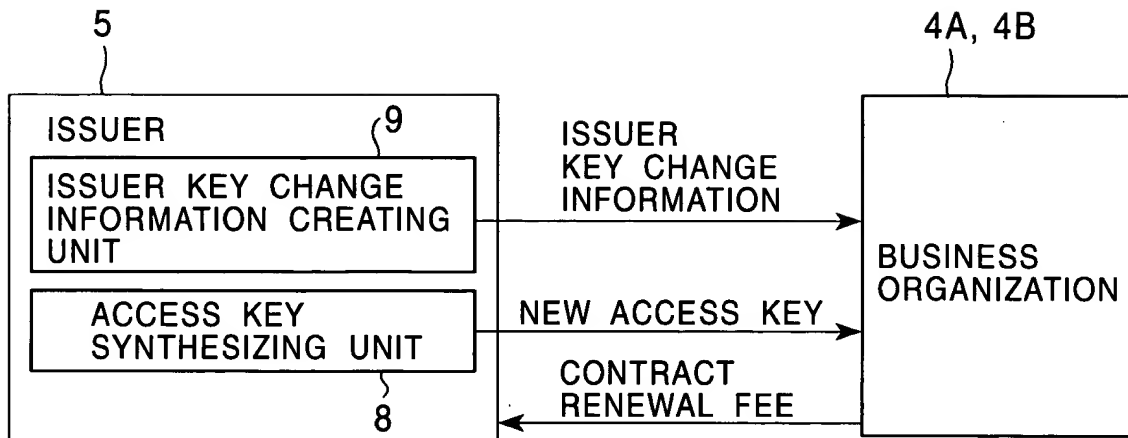 5
4A, 4B
ISSUER
9
ISSUER KEY CHANGE
INFORMATION CREATING
UNIT
ISSUER
KEY CHANGE
INFORMATION
BUSINESS
ORGANIZATION
ACCESS KEY
SYNTHESIZING UNIT
8
NEW ACCESS KEY
CONTRACT
RENEWAL FEE